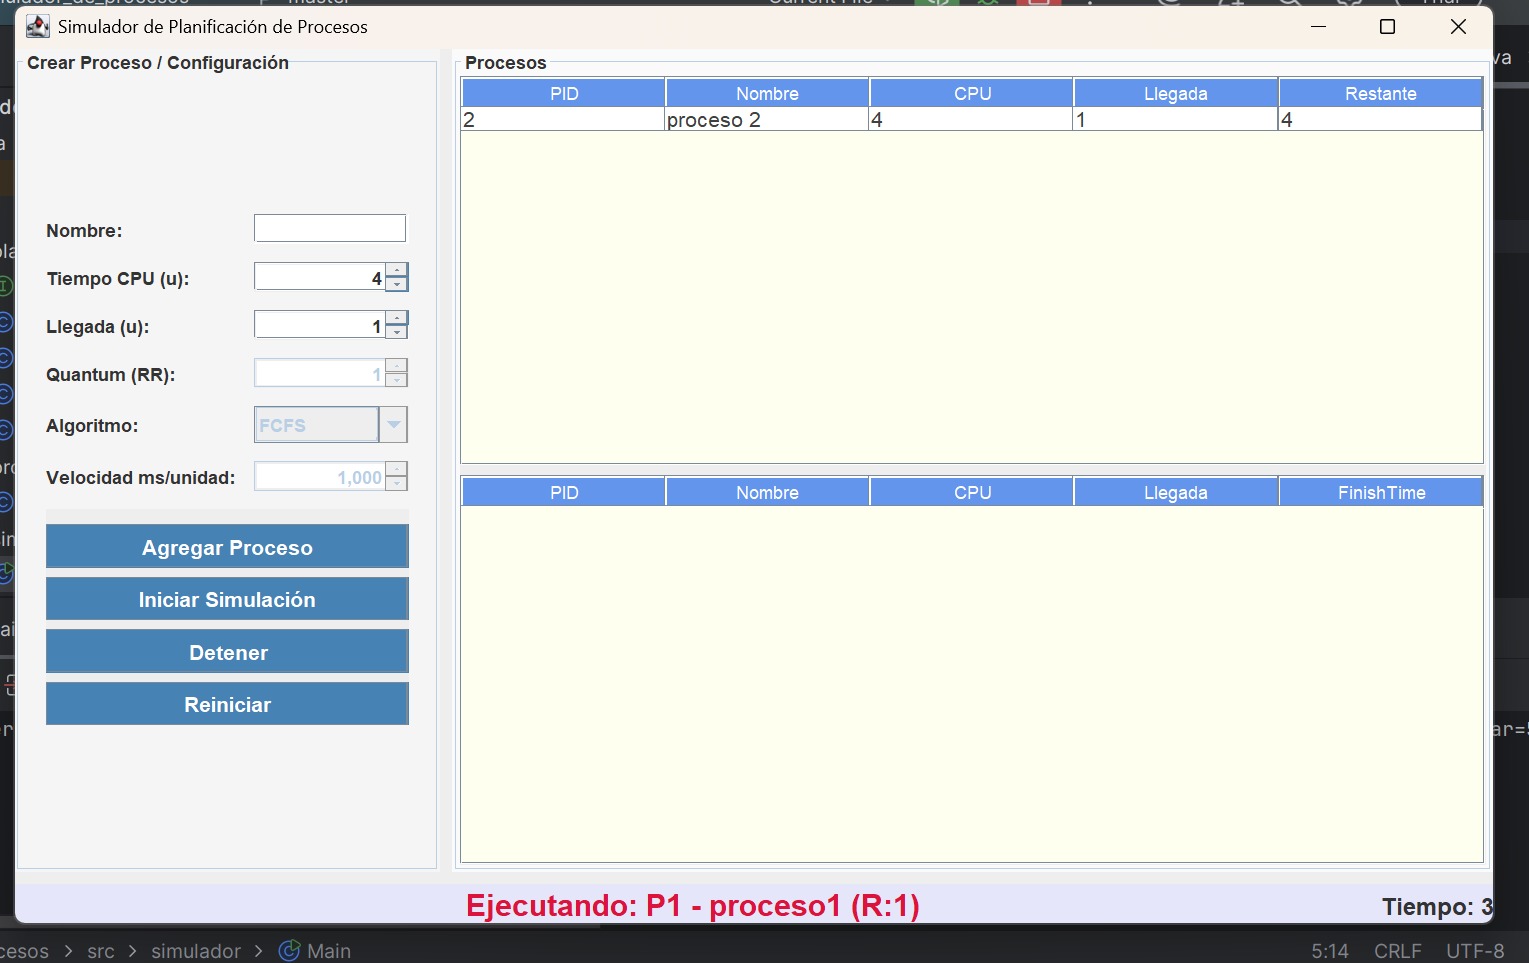 Simulador de Planificación de Procesos
Crear Proceso / Configuración
Nombre:
Tiempo CPU (u): 4
Llegada (u): 1
Quantum (RR): 1
Algoritmo: FCFS
Velocidad ms/unidad: 1,000
Agregar Proceso
Iniciar Simulación
Detener
Reiniciar
Procesos
PID Nombre CPU Llegada Restante
2 proceso 2 4 1 4
PID Nombre CPU Llegada FinishTime
Ejecutando: P1 - proceso1 (R:1)
Tiempo: 3
src > simulador > Main
5:14 CRLF UTF-8